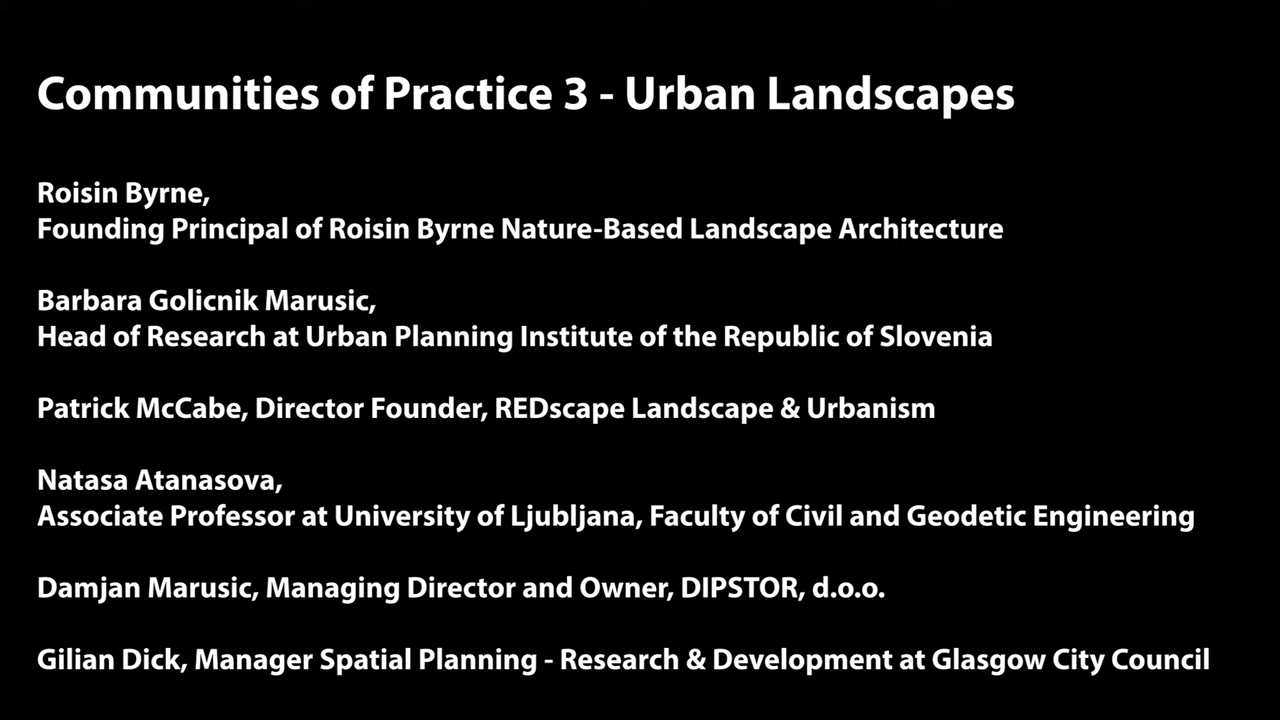 Communities of Practice 3 - Urban Landscapes
Roisin Byrne,
Founding Principal of Roisin Byrne Nature-Based Landscape Architecture
Barbara Golicnik Marusic,
Head of Research at Urban Planning Institute of the Republic of Slovenia
Patrick McCabe, Director Founder, REDscape Landscape & Urbanism
Natasa Atanasova,
Associate Professor at University of Ljubljana, Faculty of Civil and Geodetic Engineering
Damjan Marusic, Managing Director and Owner, DIPSTOR, d.o.o.
Gilian Dick, Manager Spatial Planning - Research & Development at Glasgow City Council